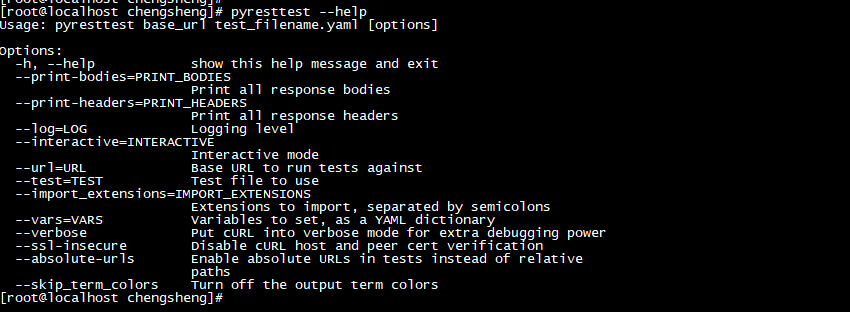 [root@localhost chengsheng]# pyresttest --help
Usage: pyresttest base_url test_filename.yaml [options]
Options:
-h, --help show this help message and exit
--print-bodies=PRINT_BODIES
Print all response bodies
--print-headers=PRINT_HEADERS
Print all response headers
--log=LOG Logging level
--interactive=INTERACTIVE
Interactive mode
--url=URL Base URL to run tests against
--test=TEST Test file to use
--import_extensions=IMPORT_EXTENSIONS
Extensions to import, separated by semicolons
--vars=VARS Variables to set, as a YAML dictionary
--verbose Put cURL into verbose mode for extra debugging power
--ssl-insecure Disable cURL host and peer cert verification
--absolute-urls Enable absolute URLs in tests instead of relative
paths
--skip_term_colors Turn off the output term colors
[root@localhost chengsheng]#